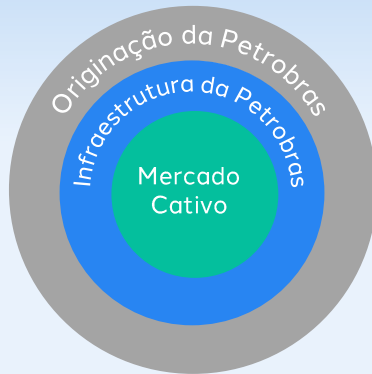 Originação da Petrobras
Infraestrutura da Petrobras
Mercado
Cativo